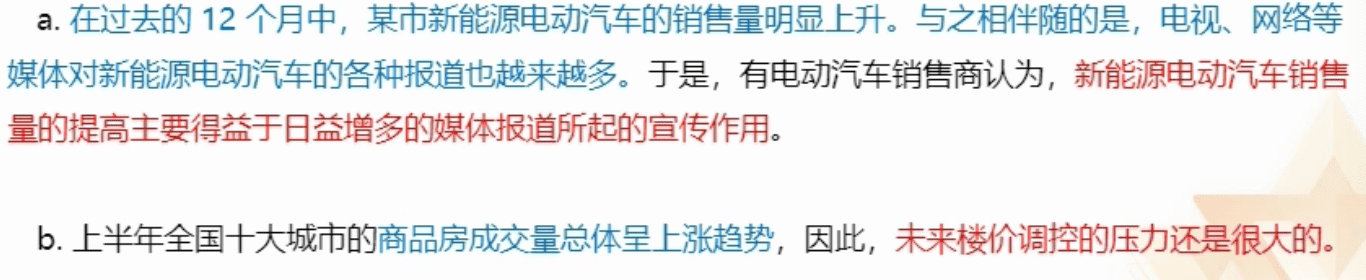 a. 在过去的 12 个月中，某市新能源电动汽车的销售量明显上升。与之相伴随的是，电视、网络等
媒体对新能源电动汽车的各种报道也越来越多。于是，有电动汽车销售商认为，新能源电动汽车销售
量的提高主要得益于日益增多的媒体报道所起的宣传作用。
b. 上半年全国十大城市的商品房成交量总体呈上涨趋势，因此，未来楼价调控的压力还是很大的。